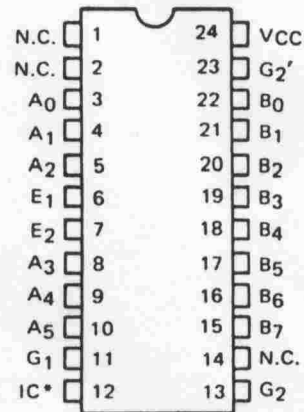 N.C. 1 24 VCC
N.C. 2 23 G2'
A0 3 22 B0
A1 4 21 B1
A2 5 20 B2
E1 6 19 B3
E2 7 18 B4
A3 8 17 B5
A4 9 16 B6
A5 10 15 B7
G1 11 14 N.C.
IC* 12 13 G2